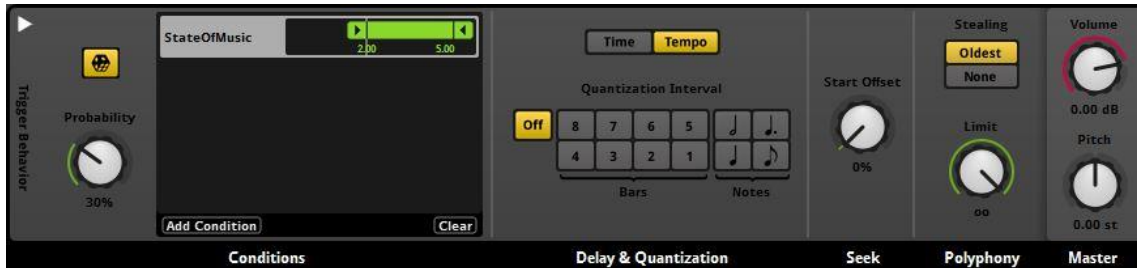 Trigger Behavior
Probability
30%
StateOfMusic
2.00 5.00
Add Condition Clear
Conditions
Time Tempo
Quantization Interval
Off 8 7 6 5
4 3 2 1
Bars Notes
Delay & Quantization
Start Offset
0%
Seek
Stealing
Oldest
None
Limit
∞
Polyphony
Volume
0.00 dB
Pitch
0.00 st
Master